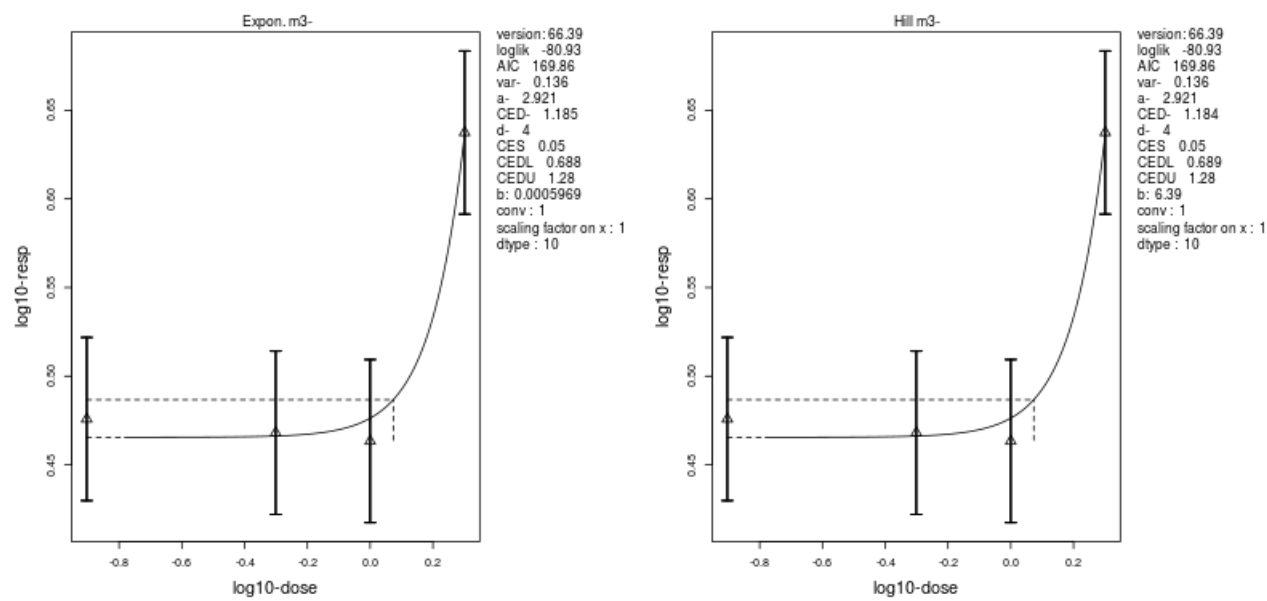 Expon. m3-
version: 66.39
loglik -80.93
AIC 169.86
var- 0.136
a- 2.921
CED- 1.185
d- 4
CES 0.05
CEDL 0.688
CEDU 1.28
b: 0.0005969
conv : 1
scaling factor on x : 1
dtype : 10
log10-resp
0.65
0.60
0.55
0.50
0.45
-0.8
-0.6
-0.4
-0.2
0.0
0.2
log10-dose
Hill m3-
version: 66.39
loglik -80.93
AIC 169.86
var- 0.136
a- 2.921
CED- 1.184
d- 4
CES 0.05
CEDL 0.689
CEDU 1.28
b: 6.39
conv : 1
scaling factor on x : 1
dtype : 10
log10-resp
0.65
0.60
0.55
0.50
0.45
-0.8
-0.6
-0.4
-0.2
0.0
0.2
log10-dose